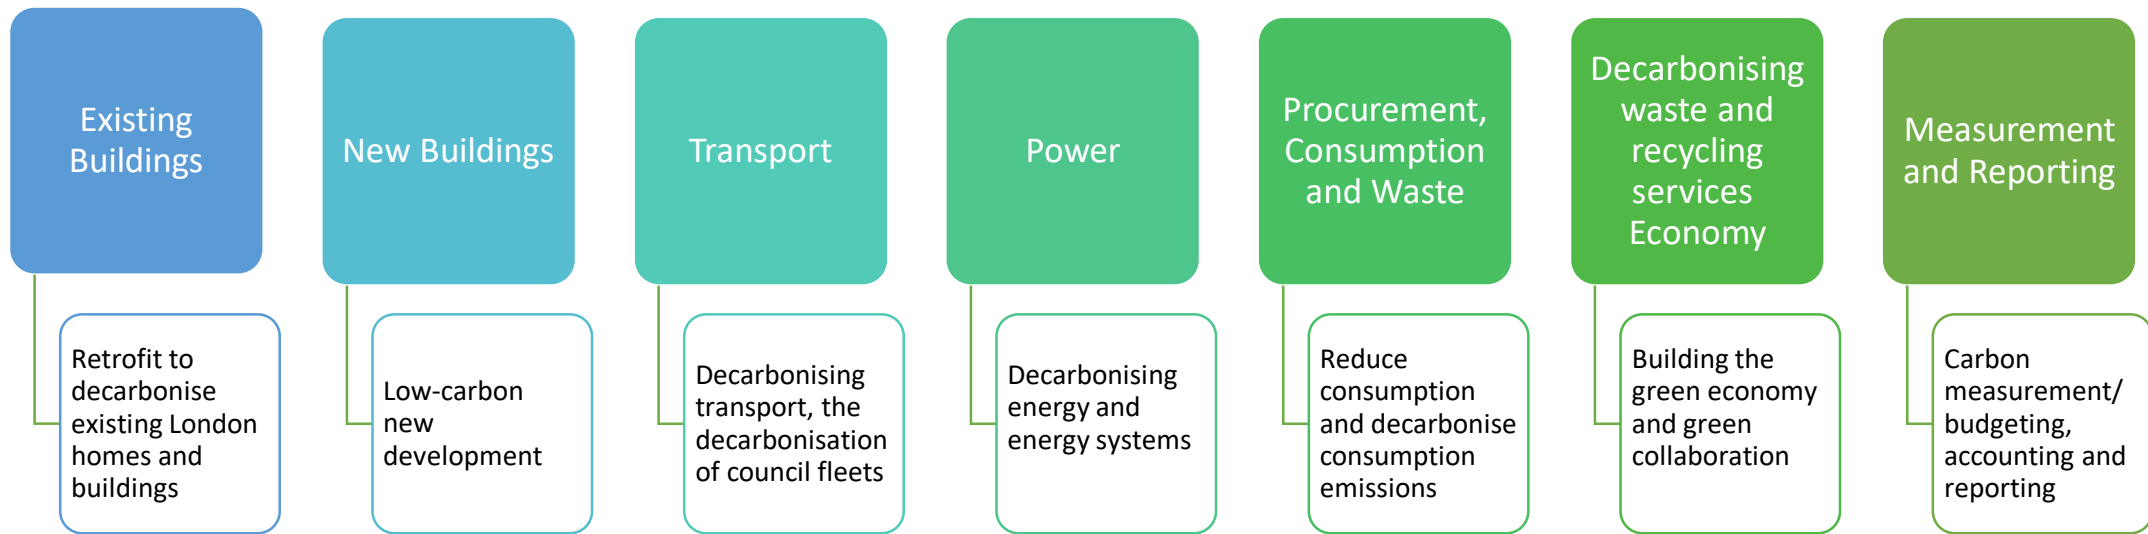 Existing
Buildings
Retrofit to
decarbonise
existing London
homes and
buildings
New Buildings
Low-carbon
new
development
Transport
Decarbonising
transport, the
decarbonisation
of council fleets
Power
Decarbonising
energy and
energy systems
Procurement,
Consumption
and Waste
Reduce
consumption
and decarbonise
consumption
emissions
Decarbonising
waste and
recycling
services
Economy
Building the
green economy
and green
collaboration
Measurement
and Reporting
Carbon
measurement/
budgeting,
accounting and
reporting